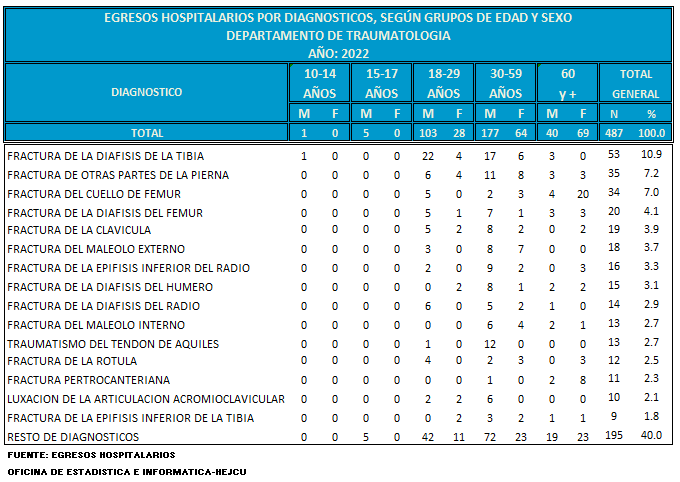 EGRESOS HOSPITALARIOS POR DIAGNOSTICOS, SEGÚN GRUPOS DE EDAD Y SEXO
DEPARTAMENTO DE TRAUMATOLOGIA
AÑO: 2022
DIAGNOSTICO 10-14 AÑOS 15-17 AÑOS 18-29 AÑOS 30-59 AÑOS 60 y + TOTAL GENERAL
M F M F M F M F M F N %
TOTAL 1 0 5 0 103 28 177 64 40 69 487 100.0
FRACTURA DE LA DIAFISIS DE LA TIBIA 1 0 0 0 22 4 17 6 3 0 53 10.9
FRACTURA DE OTRAS PARTES DE LA PIERNA 0 0 0 0 6 4 11 8 3 3 35 7.2
FRACTURA DEL CUELLO DE FEMUR 0 0 0 0 5 0 2 3 4 20 34 7.0
FRACTURA DE LA DIAFISIS DEL FEMUR 0 0 0 0 5 1 7 1 3 3 20 4.1
FRACTURA DE LA CLAVICULA 0 0 0 0 5 2 8 2 0 2 19 3.9
FRACTURA DEL MALEOLO EXTERNO 0 0 0 0 3 0 8 7 0 0 18 3.7
FRACTURA DE LA EPIFISIS INFERIOR DEL RADIO 0 0 0 0 2 0 9 2 0 3 16 3.3
FRACTURA DE LA DIAFISIS DEL HUMERO 0 0 0 0 0 2 8 1 2 2 15 3.1
FRACTURA DE LA DIAFISIS DEL RADIO 0 0 0 0 6 0 5 2 1 0 14 2.9
FRACTURA DEL MALEOLO INTERNO 0 0 0 0 0 0 6 4 2 1 13 2.7
TRAUMATISMO DEL TENDON DE AQUILES 0 0 0 0 1 0 12 0 0 0 13 2.7
FRACTURA DE LA ROTULA 0 0 0 0 4 0 2 3 0 3 12 2.5
FRACTURA PERTROCANTERIANA 0 0 0 0 0 0 1 0 2 8 11 2.3
LUXACION DE LA ARTICULACION ACROMIOCLAVICULAR 0 0 0 0 2 2 6 0 0 0 10 2.1
FRACTURA DE LA EPIFISIS INFERIOR DE LA TIBIA 0 0 0 0 0 2 3 2 1 1 9 1.8
RESTO DE DIAGNOSTICOS 0 0 5 0 42 11 72 23 19 23 195 40.0
FUENTE: EGRESOS HOSPITALARIOS
OFICINA DE ESTADISTICA E INFORMATICA-HEJCU